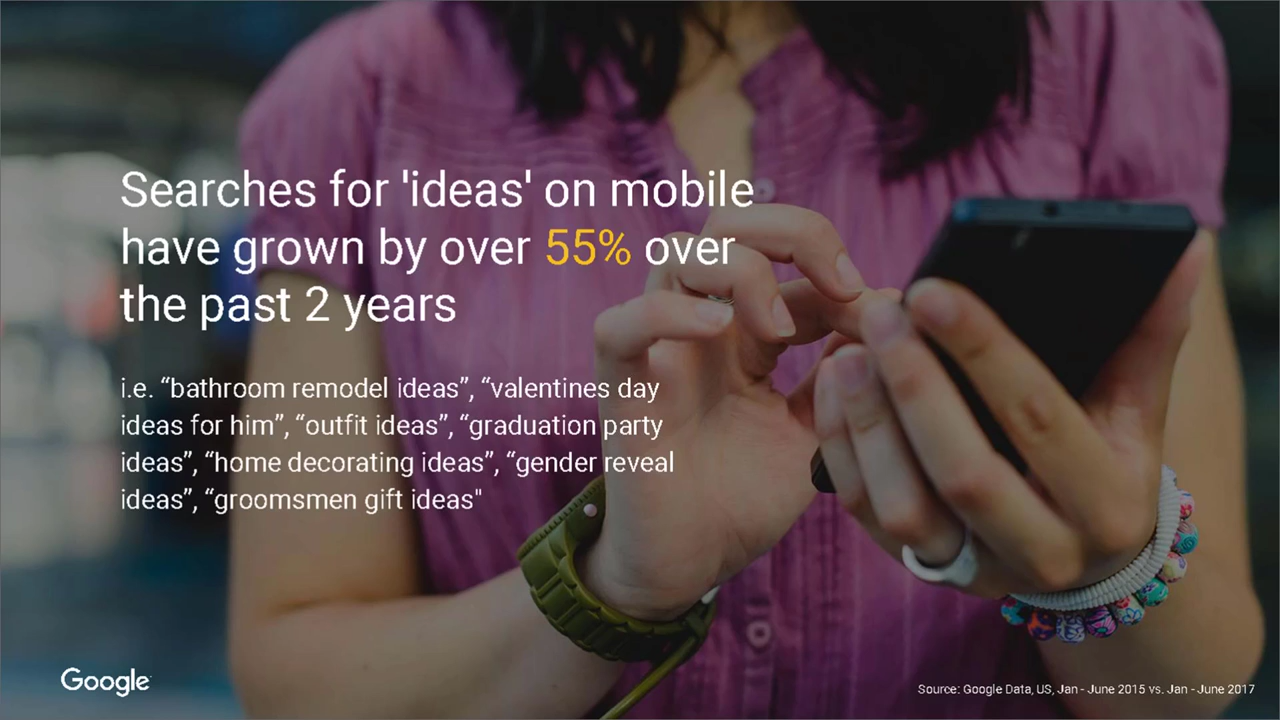 Searches for 'ideas' on mobile
have grown by over 55% over
the past 2 years
i.e. “bathroom remodel ideas”, “valentines day
ideas for him”, “outfit ideas”, “graduation party
ideas”, “home decorating ideas”, “gender reveal
ideas”, “groomsmen gift ideas"
Google
Source: Google Data, US, Jan - June 2015 vs. Jan - June 2017